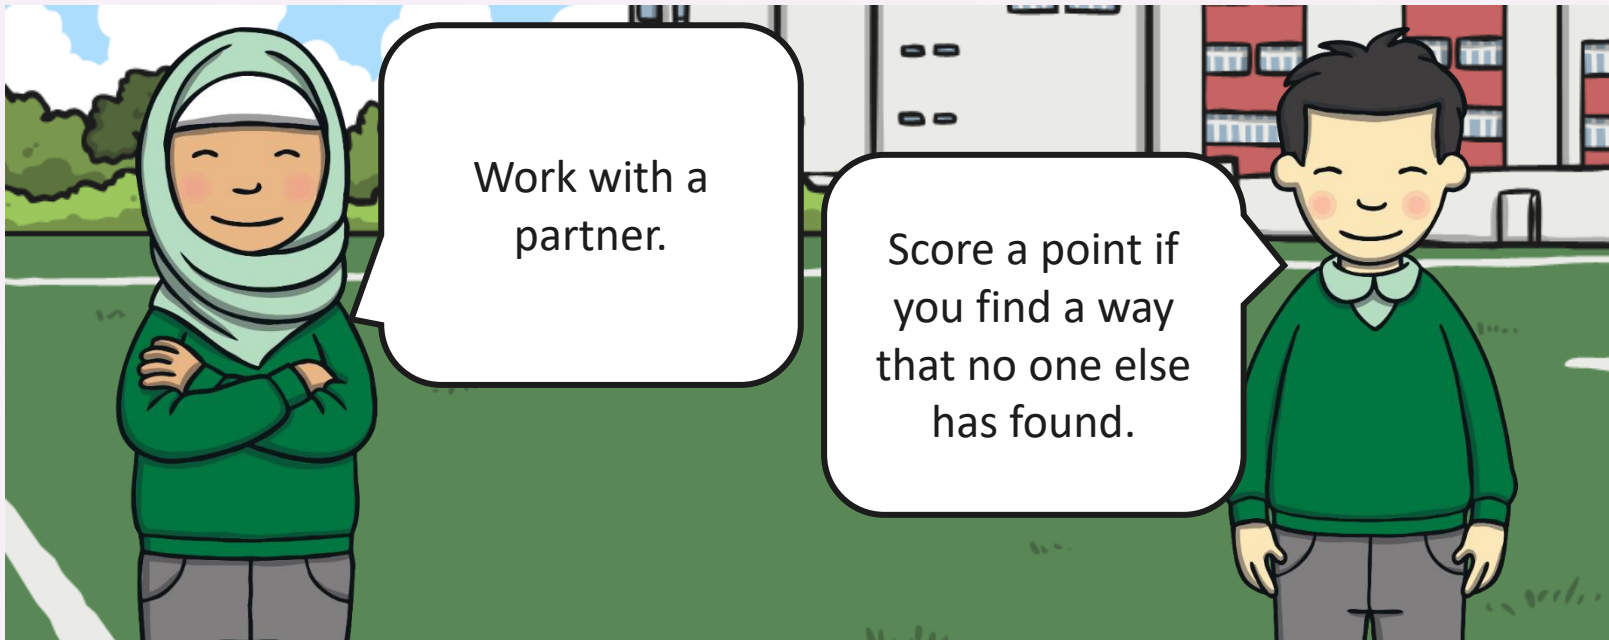 Work with a
partner.
Score a point if
you find a way
that no one else
has found.